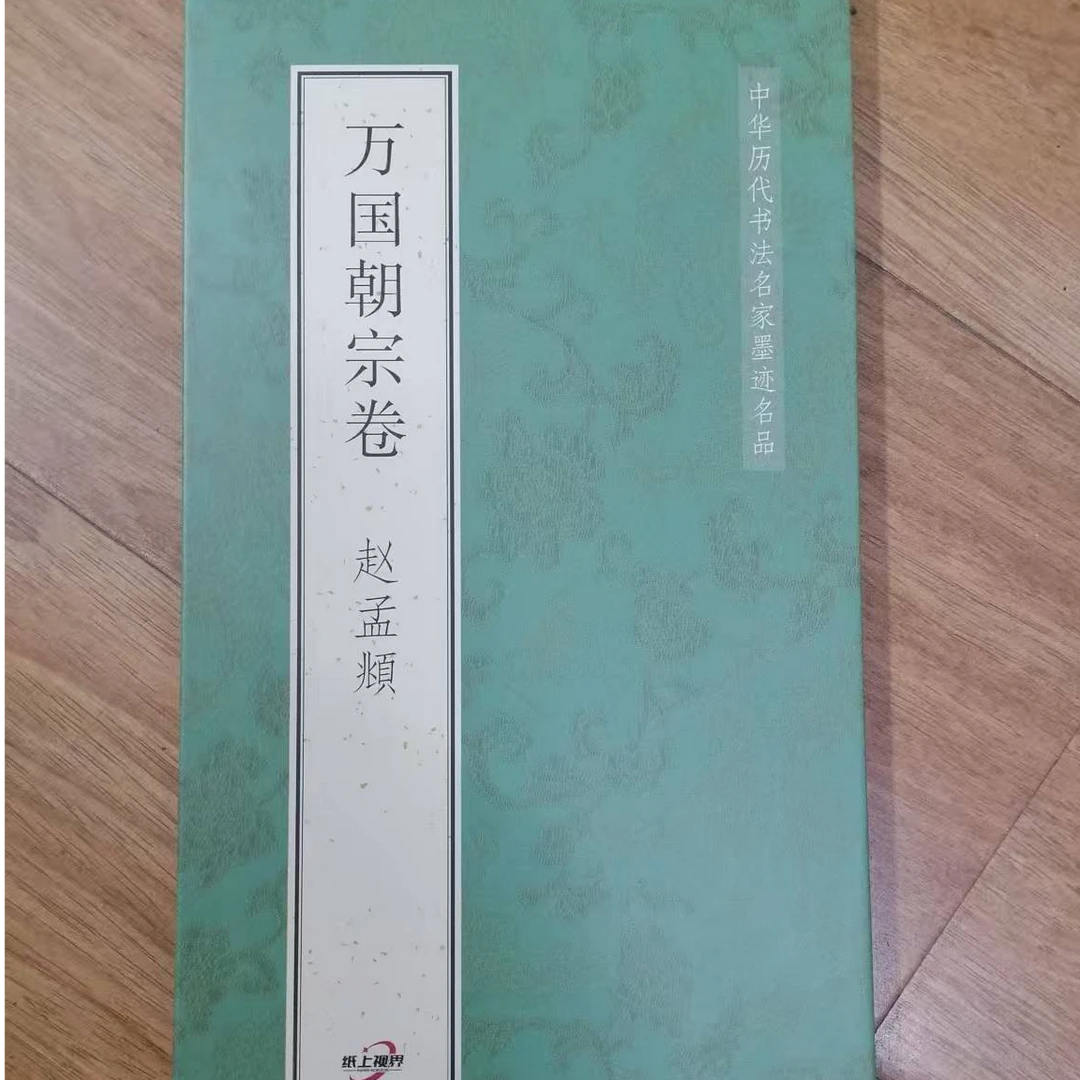 中华历代书法名家墨迹名品
万国朝宗卷
赵孟頫
纸上视界